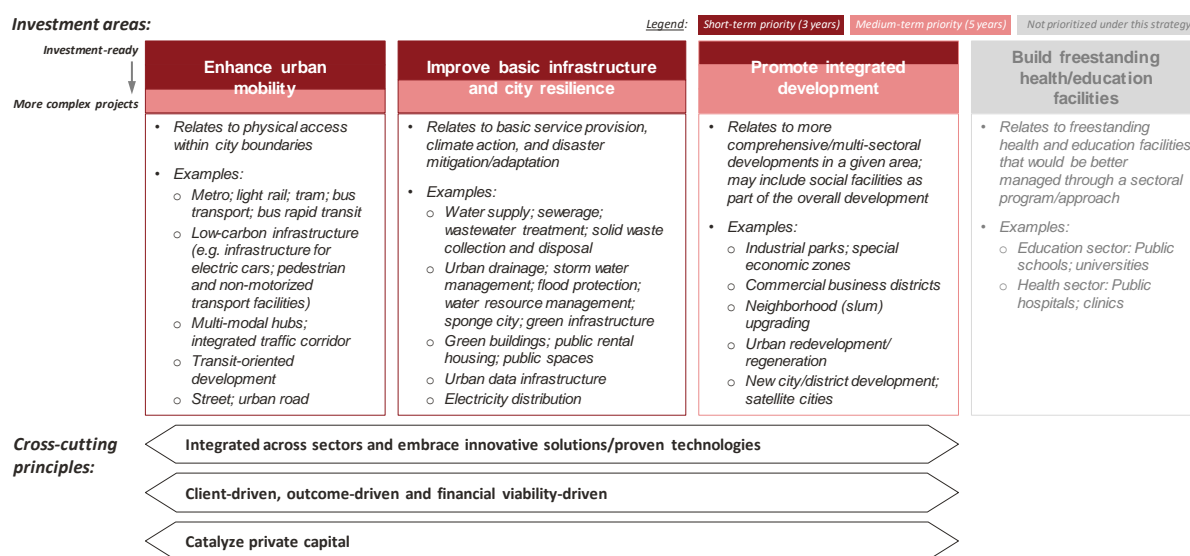 Investment areas:
Legend:
Short-term priority (3 years)
Medium-term priority (5 years)
Not prioritized under this strategy
Investment-ready
More complex projects
Enhance urban
mobility
• Relates to physical access
within city boundaries
• Examples:
o Metro; light rail; tram; bus
transport; bus rapid transit
o Low-carbon infrastructure
(e.g. infrastructure for
electric cars; pedestrian
and non-motorized
transport facilities)
o Multi-modal hubs;
integrated traffic corridor
o Transit-oriented
development
o Street; urban road
Improve basic infrastructure
and city resilience
• Relates to basic service provision,
climate action, and disaster
mitigation/adaptation
• Examples:
o Water supply; sewerage;
wastewater treatment; solid waste
collection and disposal
o Urban drainage; storm water
management; flood protection;
water resource management;
sponge city; green infrastructure
o Green buildings; public rental
housing; public spaces
o Urban data infrastructure
o Electricity distribution
Promote integrated
development
• Relates to more
comprehensive/multi-sectoral
developments in a given area;
may include social facilities as
part of the overall development
• Examples:
o Industrial parks; special
economic zones
o Commercial business districts
o Neighborhood (slum)
upgrading
o Urban redevelopment/
regeneration
o New city/district development;
satellite cities
Build freestanding
health/education
facilities
• Relates to freestanding
health and education facilities
that would be better
managed through a sectoral
program/approach
• Examples:
o Education sector: Public
schools; universities
o Health sector: Public
hospitals; clinics
Cross-cutting
principles:
Integrated across sectors and embrace innovative solutions/proven technologies
Client-driven, outcome-driven and financial viability-driven
Catalyze private capital